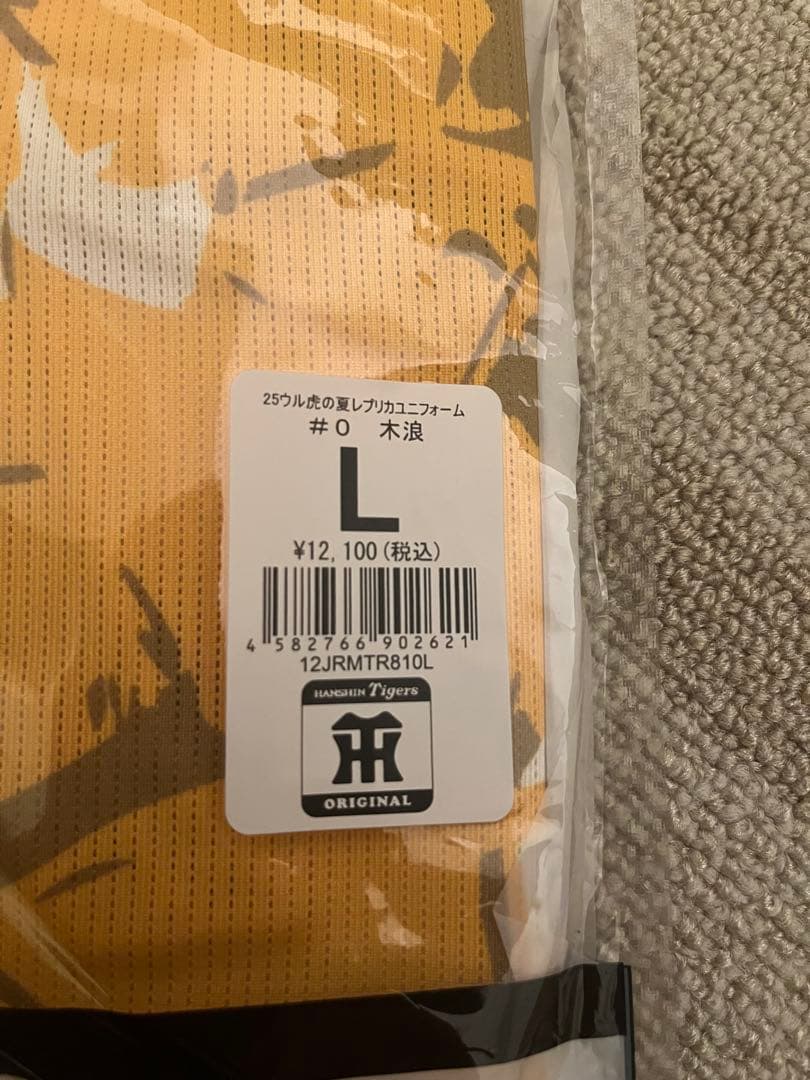 25ウル虎の夏レプリカユニフォーム
#0 木浪
L
¥12,100(税込)
4 582766 902621
12JRMTR810L
HANSHIN Tigers
TH
ORIGINAL